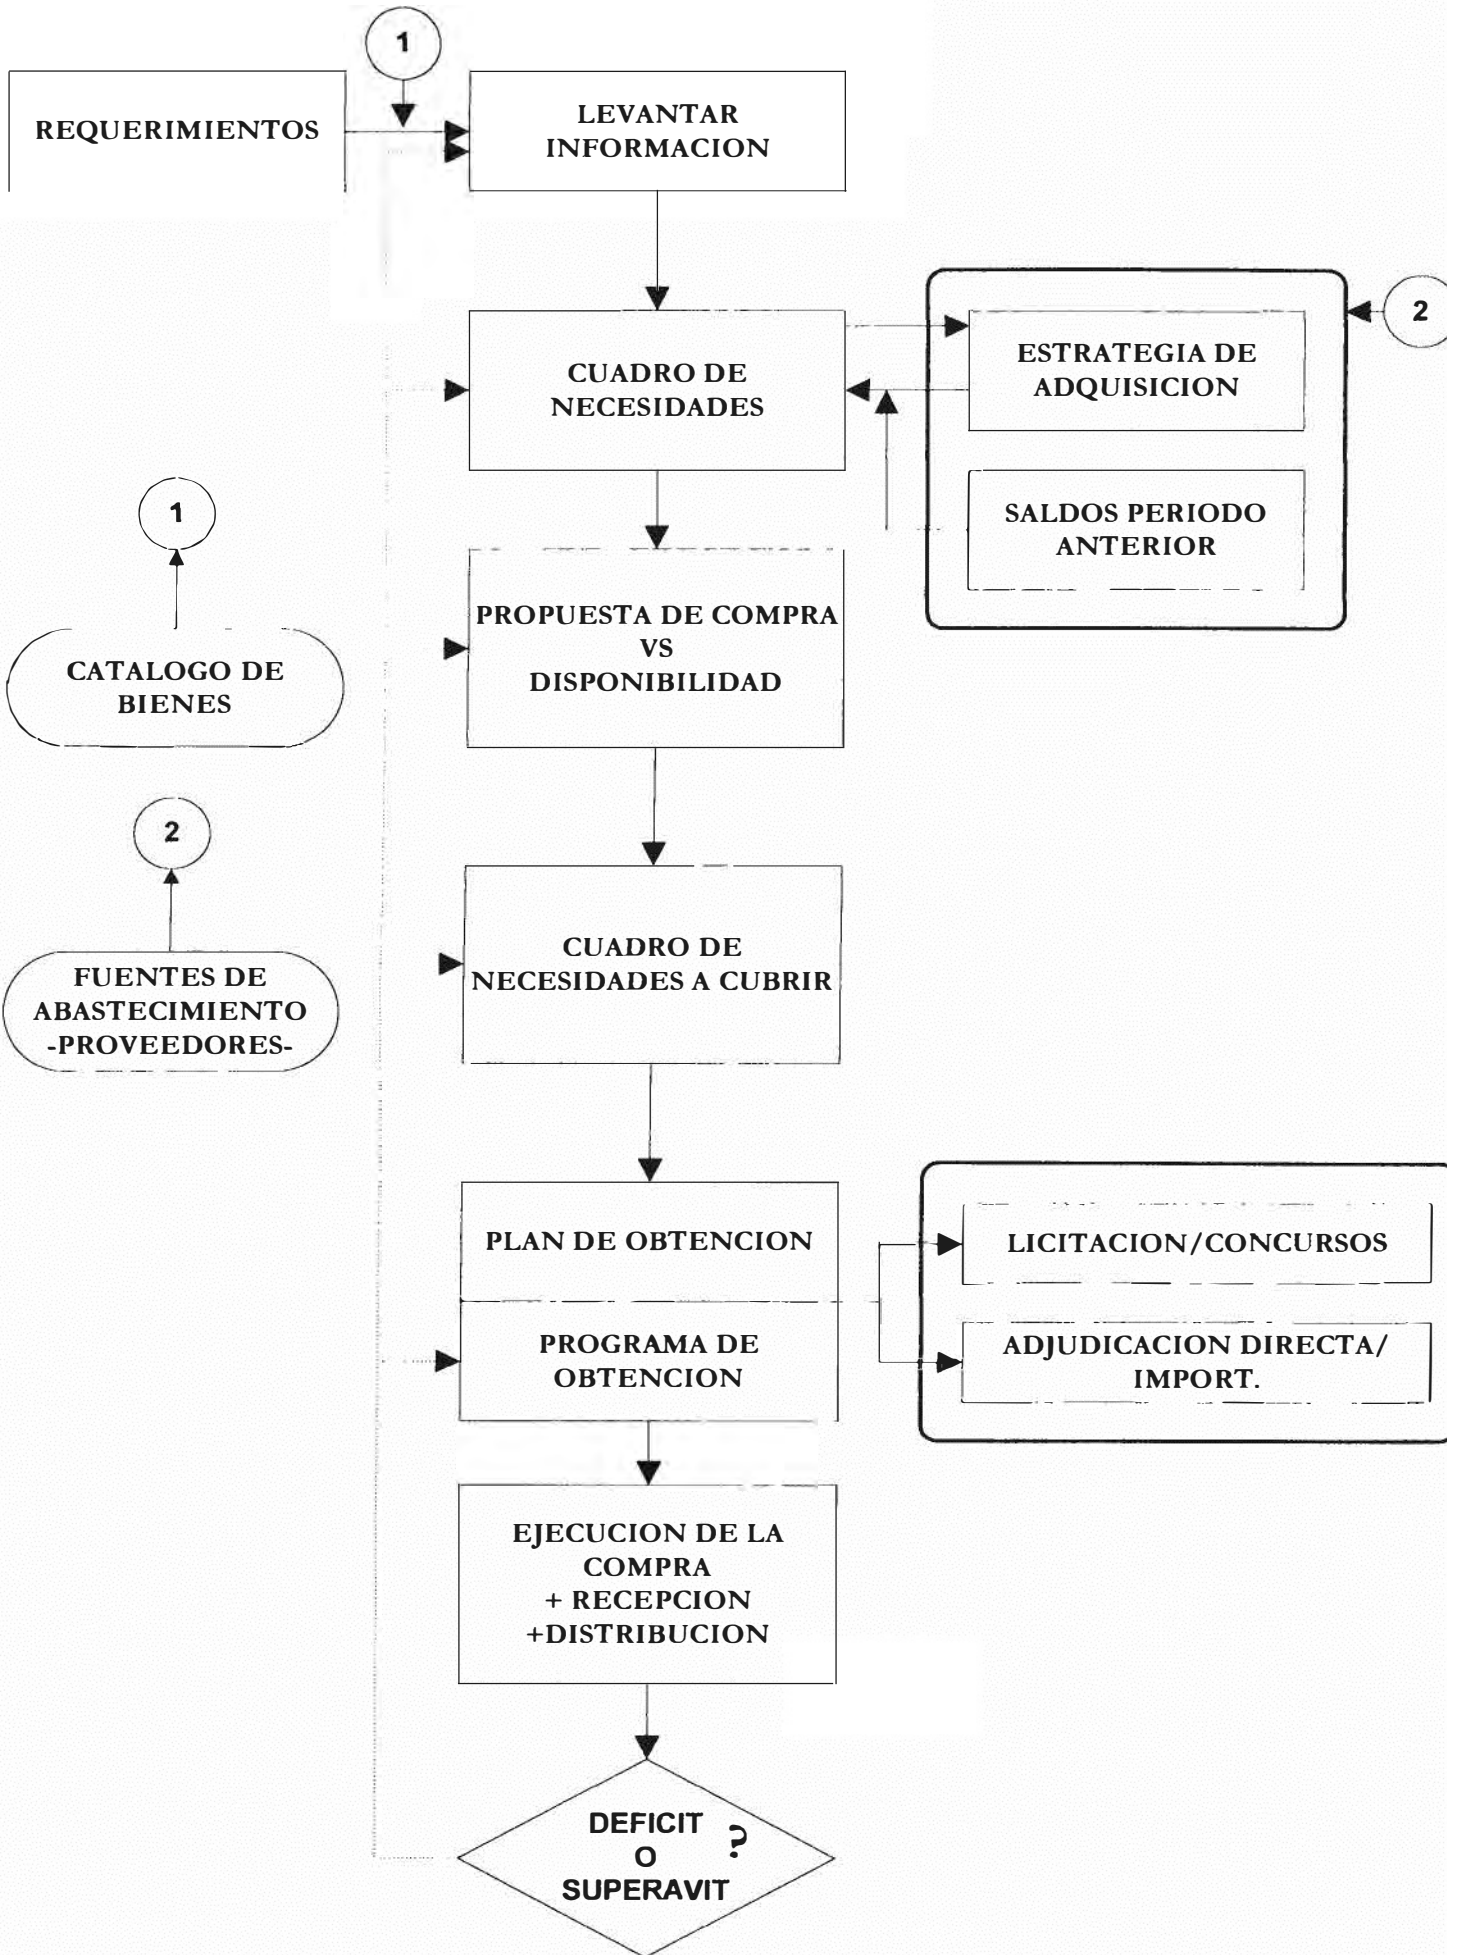 1
REQUERIMIENTOS
LEVANTAR
INFORMACION
2
CUADRO DE
NECESIDADES
ESTRATEGIA DE
ADQUISICION
SALDOS PERIODO
ANTERIOR
1
CATALOGO DE
BIENES
PROPUESTA DE COMPRA
VS
DISPONIBILIDAD
2
FUENTES DE
ABASTECIMIENTO
-PROVEEDORES-
CUADRO DE
NECESIDADES A CUBRIR
PLAN DE OBTENCION
PROGRAMA DE
OBTENCION
LICITACION/CONCURSOS
ADJUDICACION DIRECTA/
IMPORT.
EJECUCION DE LA
COMPRA
+ RECEPCION
+DISTRIBUCION
DEFICIT
O
SUPERAVIT
?